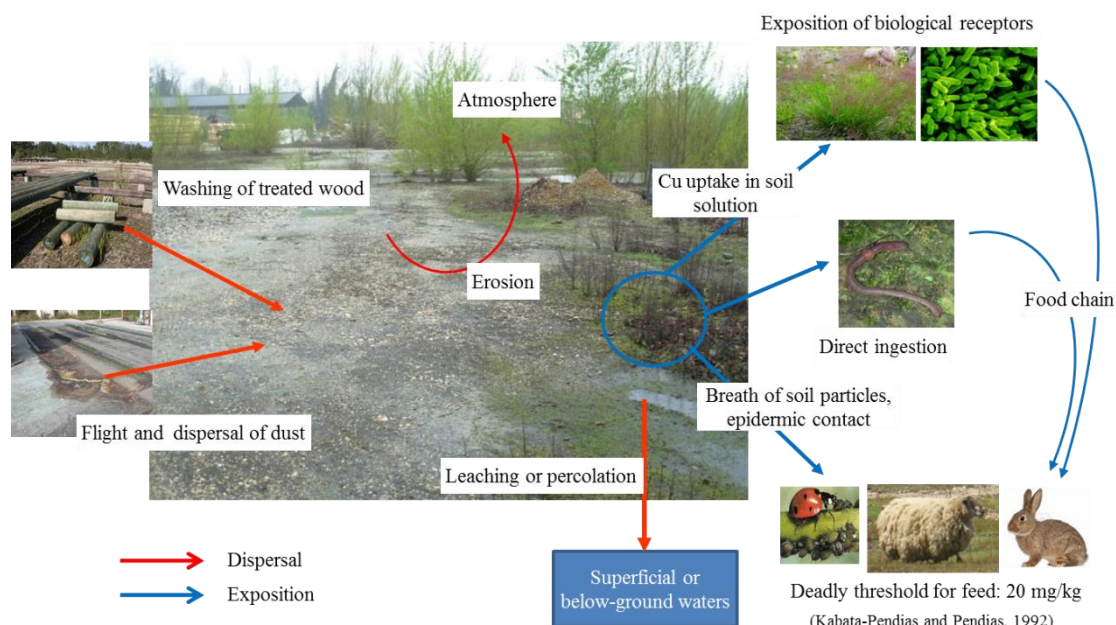 Exposition of biological receptors
Atmosphere
Washing of treated wood
Cu uptake in soil
solution
Erosion
Food chain
Direct ingestion
Breath of soil particles,
epidermic contact
Flight and  dispersal of dust
Leaching or percolation
Dispersal
Exposition
Superficial or
below-ground waters
Deadly threshold for feed: 20 mg/kg
(Kabata-Pendias and Pendias, 1992)